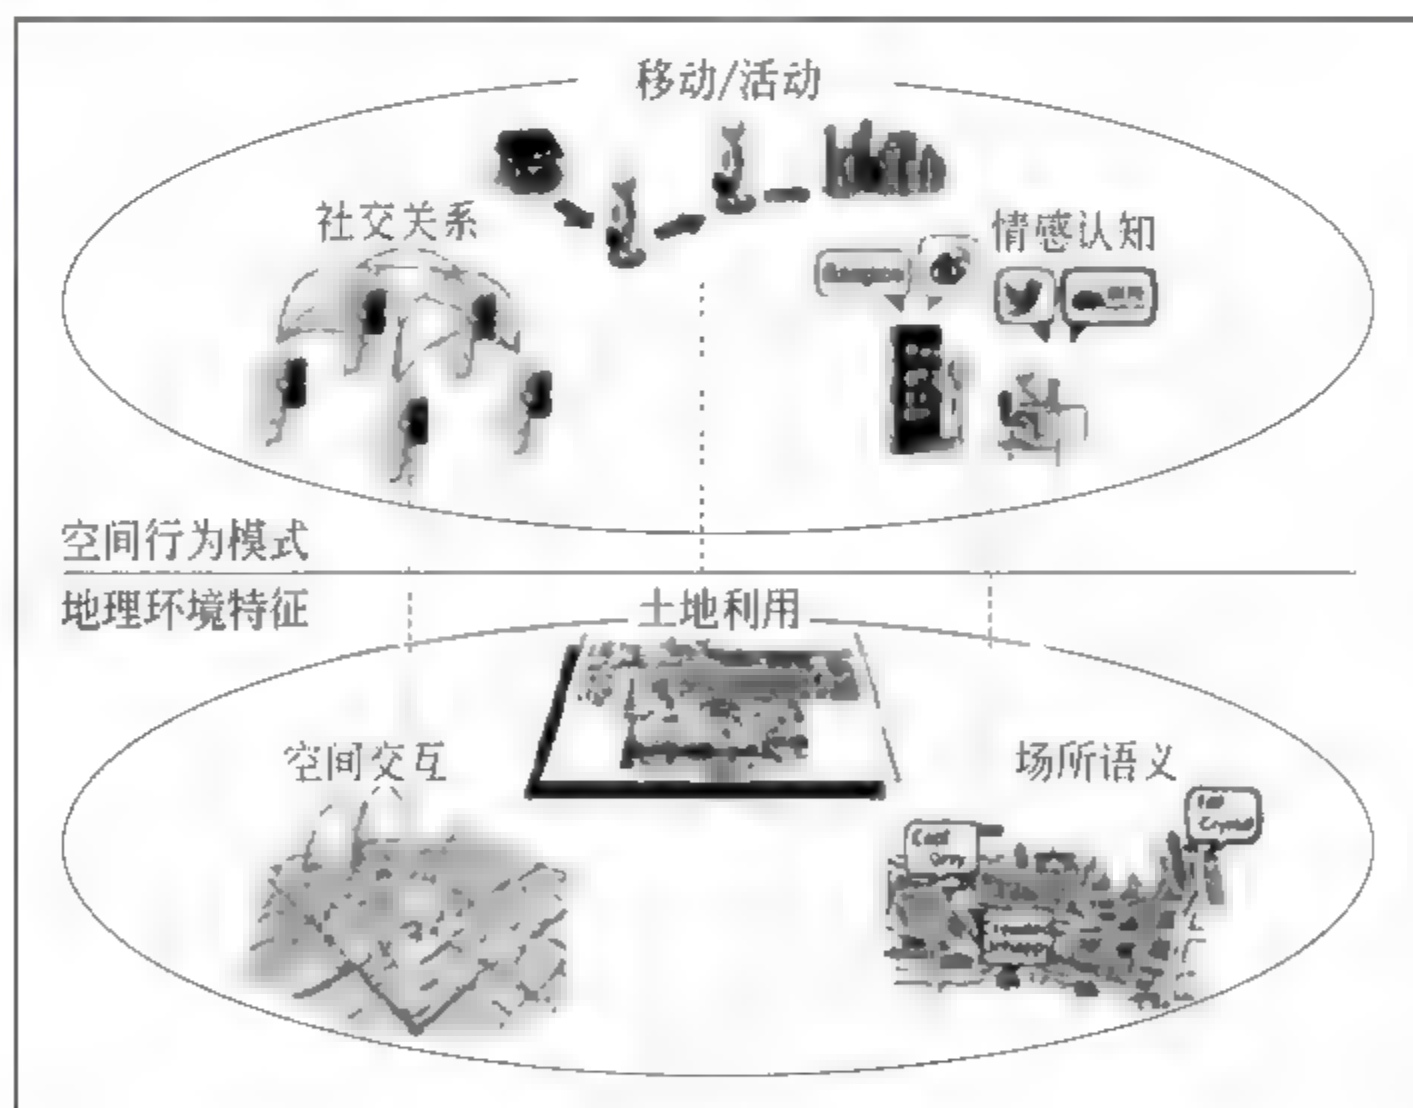 移动/活动
社交关系
情感认知
空间行为模式
地理环境特征
土地利用
空间交互
场所语义